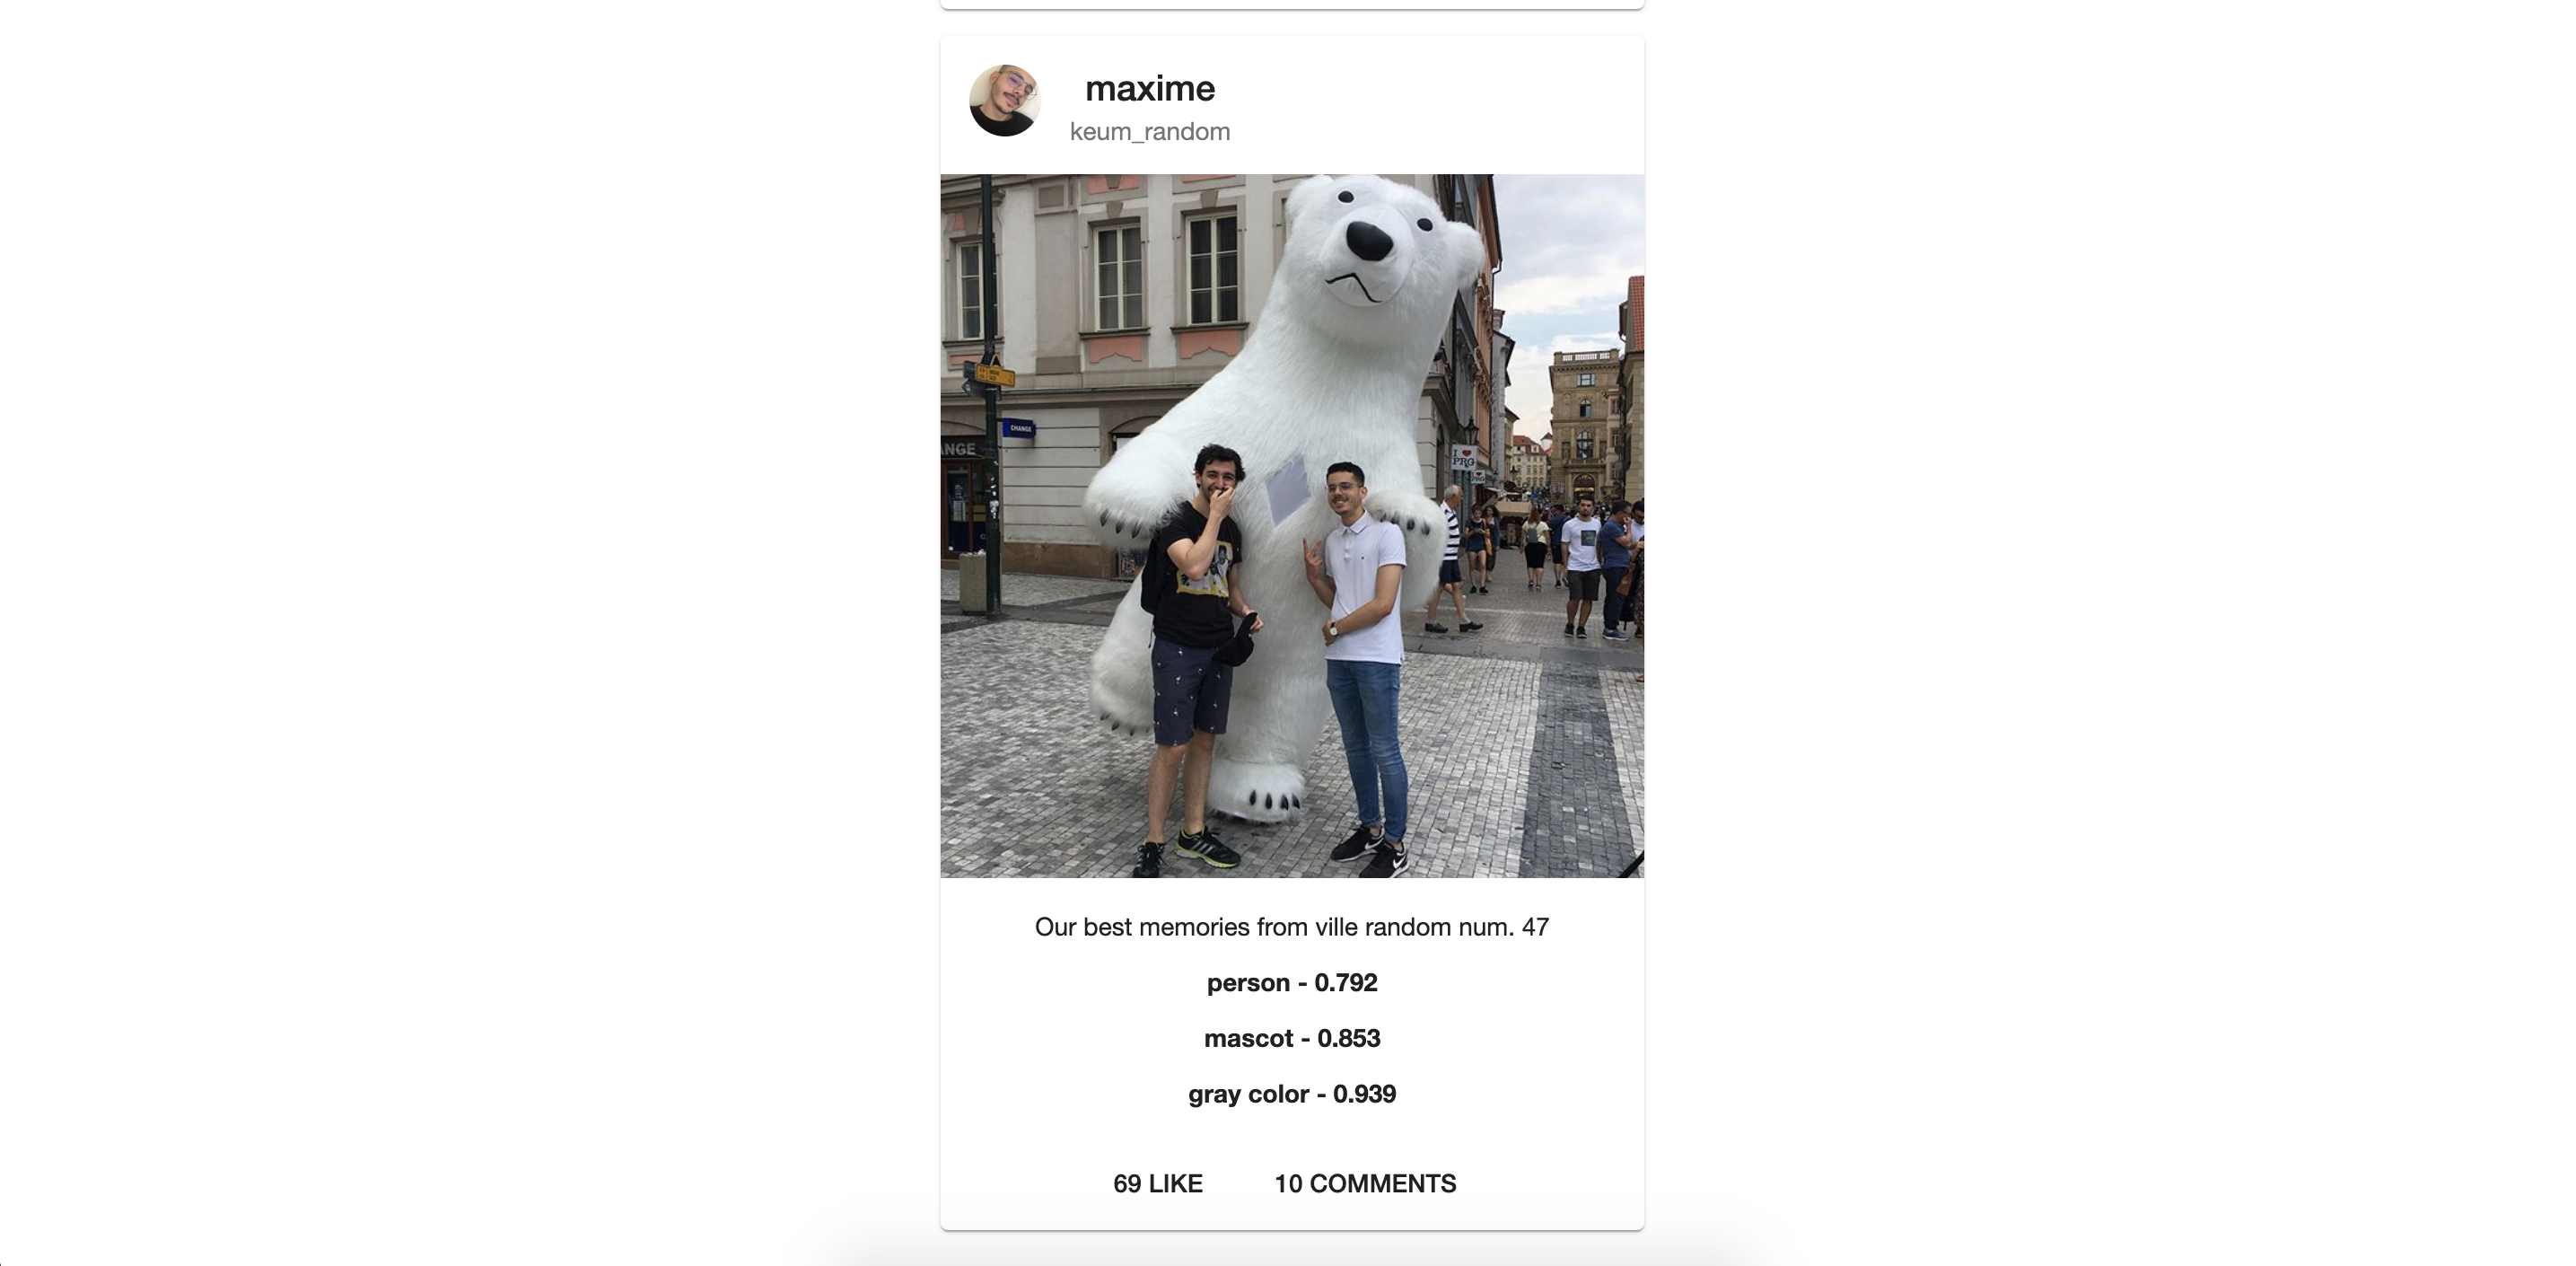 maxime
keum_random
CHANGE
ANGE
I ❤
PRG
Our best memories from ville random num. 47
person - 0.792
mascot - 0.853
gray color - 0.939
69 LIKE 10 COMMENTS